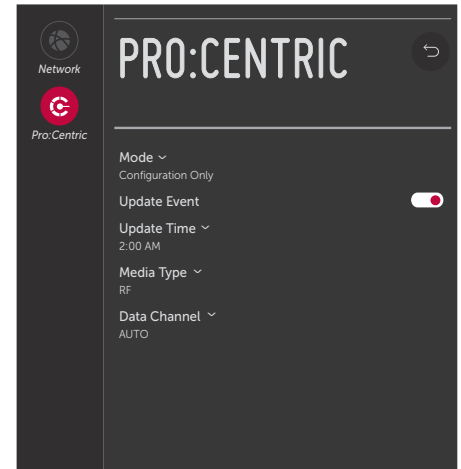 Network
Pro:Centric
PRO:CENTRIC
Mode
Configuration Only
Update Event
Update Time
2:00 AM
Media Type
RF
Data Channel
AUTO